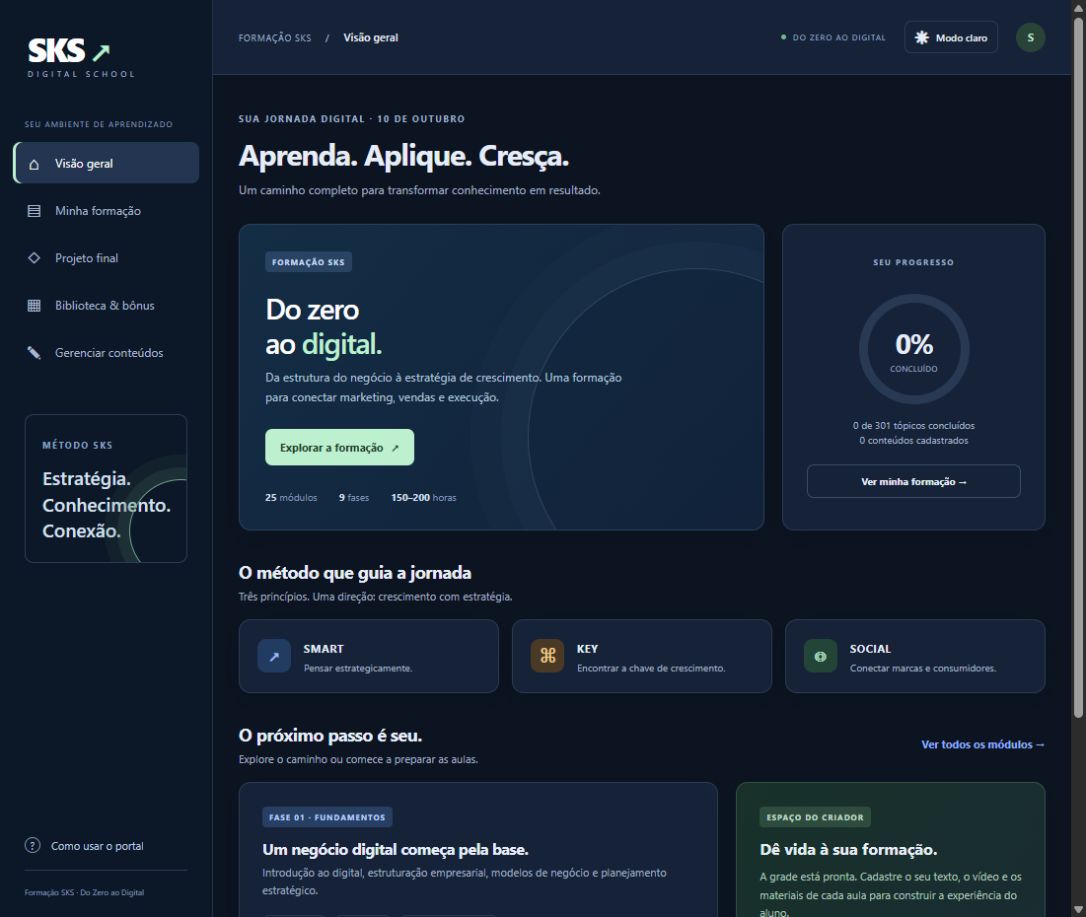 SKS
DIGITAL SCHOOL
SEU AMBIENTE DE APRENDIZADO
Visão geral
Minha formação
Projeto final
Biblioteca & bônus
Gerenciar conteúdos
MÉTODO SKS
Estratégia.
Conhecimento.
Conexão.
? Como usar o portal
Formação SKS · Do Zero ao Digital
FORMAÇÃO SKS / Visão geral
DO ZERO AO DIGITAL
Modo claro
S
SUA JORNADA DIGITAL · 10 DE OUTUBRO
Aprenda. Aplique. Cresça.
Um caminho completo para transformar conhecimento em resultado.
FORMAÇÃO SKS
Do zero
ao digital.
Da estrutura do negócio à estratégia de crescimento. Uma formação
para conectar marketing, vendas e execução.
Explorar a formação ↗
25 módulos 9 fases 150–200 horas
SEU PROGRESSO
0%
CONCLUÍDO
0 de 301 tópicos concluídos
0 conteúdos cadastrados
Ver minha formação →
O método que guia a jornada
Três princípios. Uma direção: crescimento com estratégia.
SMART
Pensar estrategicamente.
KEY
Encontrar a chave de crescimento.
SOCIAL
Conectar marcas e consumidores.
O próximo passo é seu.
Explore o caminho ou comece a preparar as aulas.
Ver todos os módulos →
FASE 01 · FUNDAMENTOS
Um negócio digital começa pela base.
Introdução ao digital, estruturação empresarial, modelos de negócio e planejamento
estratégico.
ESPAÇO DO CRIADOR
Dê vida à sua formação.
A grade está pronta. Cadastre o seu texto, o vídeo e os
materiais de cada aula para construir a experiência do
aluno.